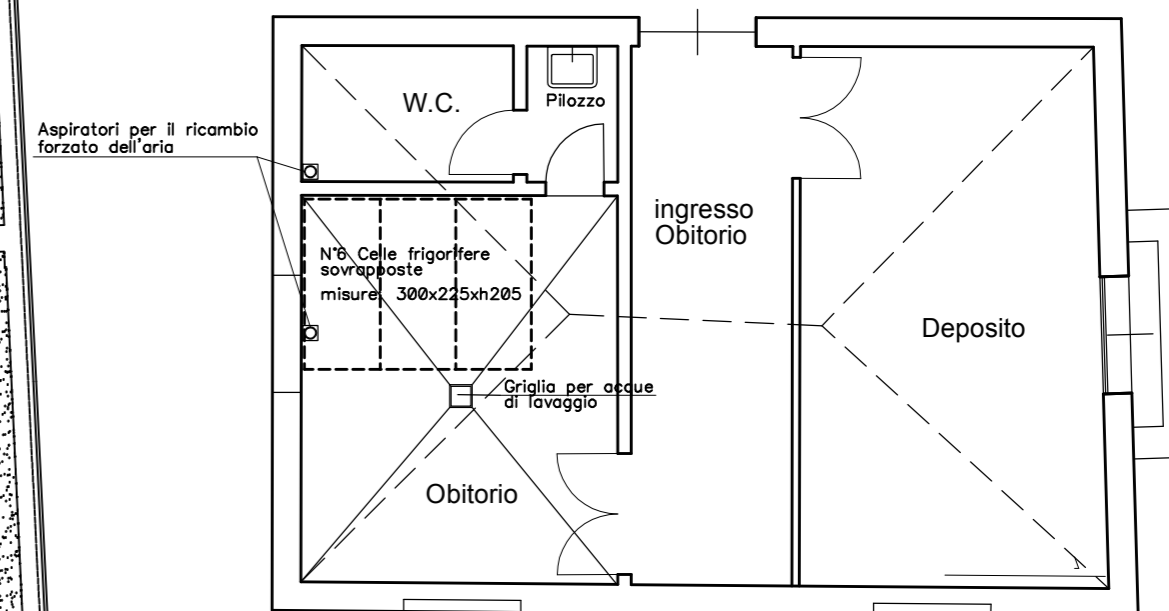 W.C.
Pilozzo
Aspiratori per il ricambio
forzato dell'aria
ingresso
Obitorio
N°6 Celle frigorifere
sovrapposte
misure: 300x225xh205
Deposito
Griglia per acque
di lavaggio
Obitorio